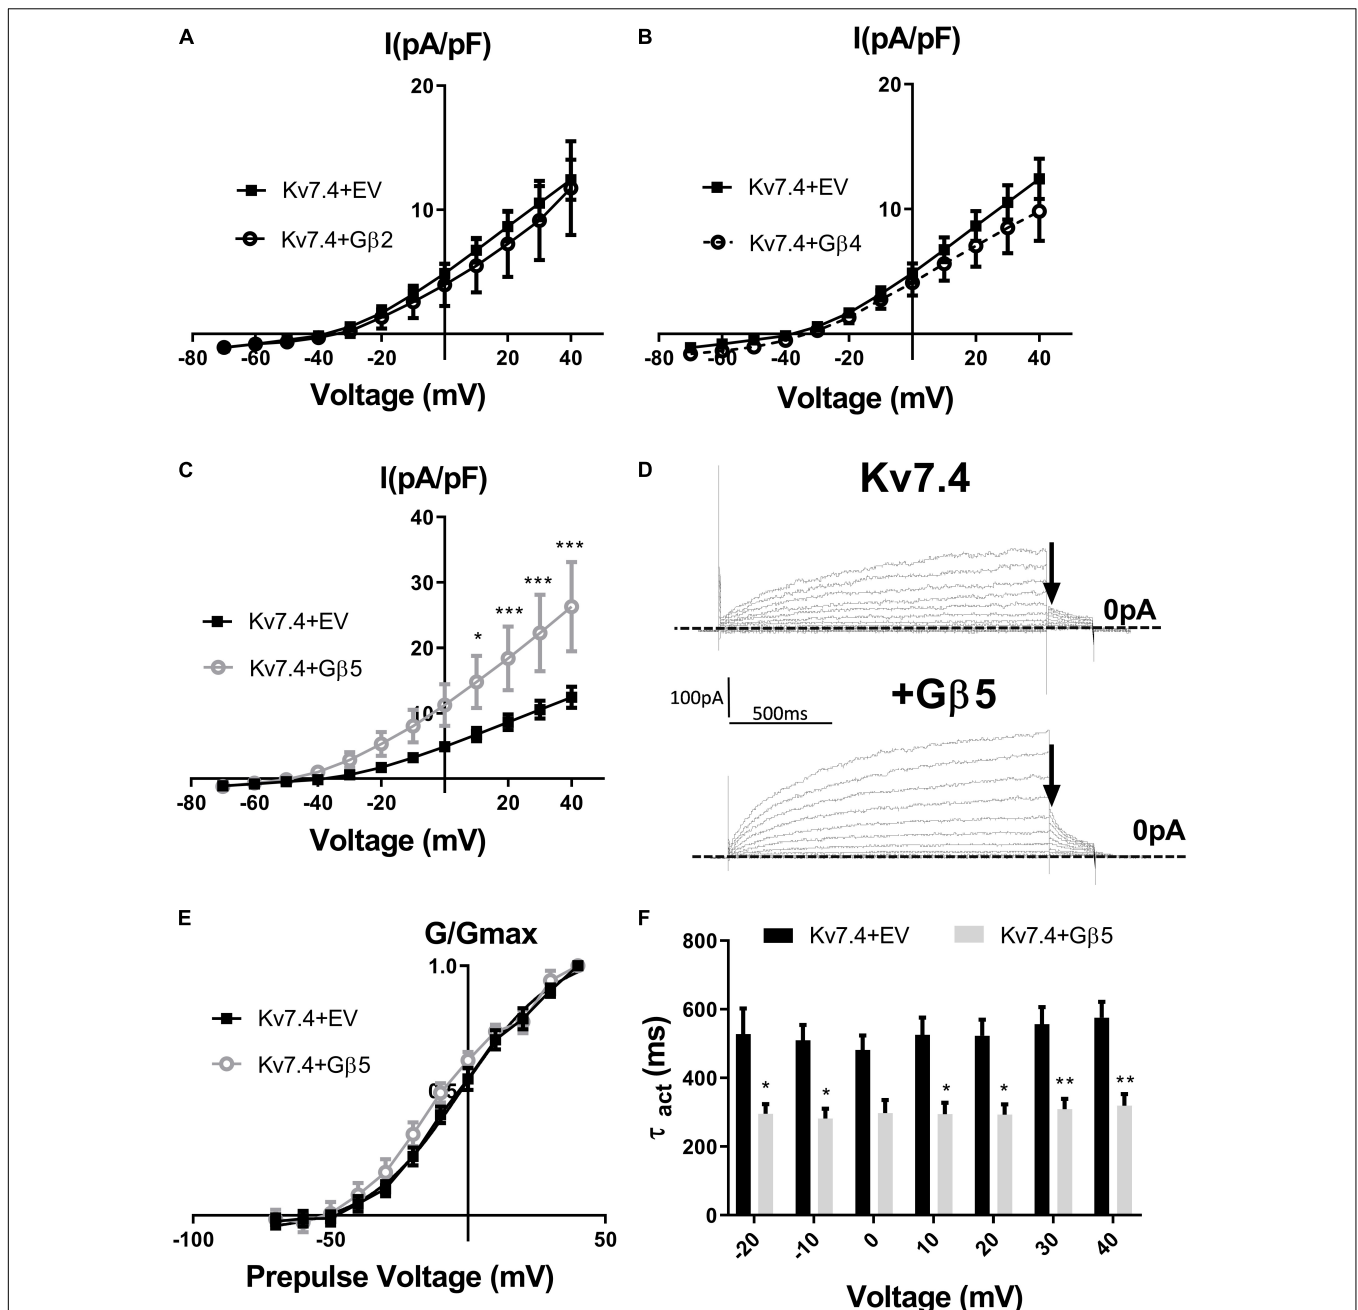 A
I(pA/pF)
20
10
Kv7.4+EV
Kv7.4+Gβ2
-80 -60 -40 -20 20 40
Voltage (mV)
B
I(pA/pF)
20
10
Kv7.4+EV
Kv7.4+Gβ4
-80 -60 -40 -20 20 40
Voltage (mV)
C
I(pA/pF)
40
30
20
10
*
***
***
***
Kv7.4+EV
Kv7.4+Gβ5
-80 -60 -40 -20 20 40
Voltage (mV)
D
Kv7.4
0pA
100pA
500ms
+Gβ5
0pA
E
G/Gmax
1.0
0.5
Kv7.4+EV
Kv7.4+Gβ5
-100 -50 50
Prepulse Voltage (mV)
F
Kv7.4+EV Kv7.4+Gβ5
τ act (ms)
800
600
400
200
0
* * * * ** **
-20 -10 0 10 20 30 40
Voltage (mV)